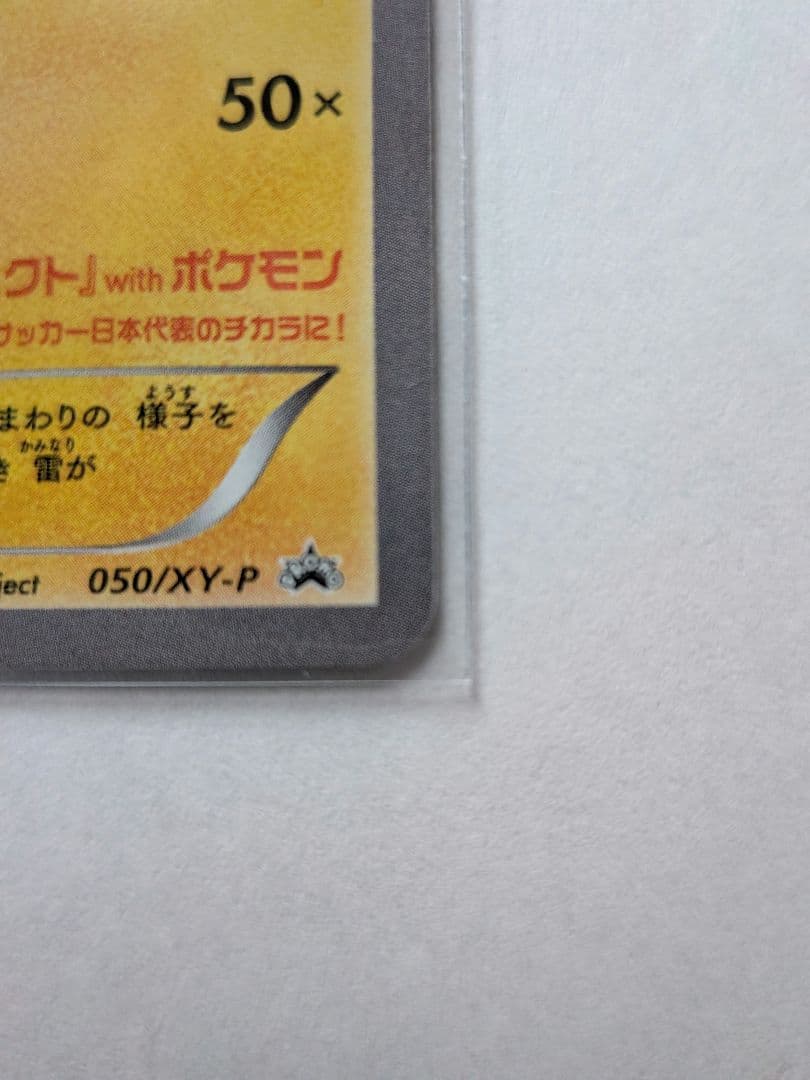 50×
クト』with ポケモン
サッカー日本代表のチカラに!
ようす
まわりの 様子を
かみなり
き 雷が
ject 050/XY-P